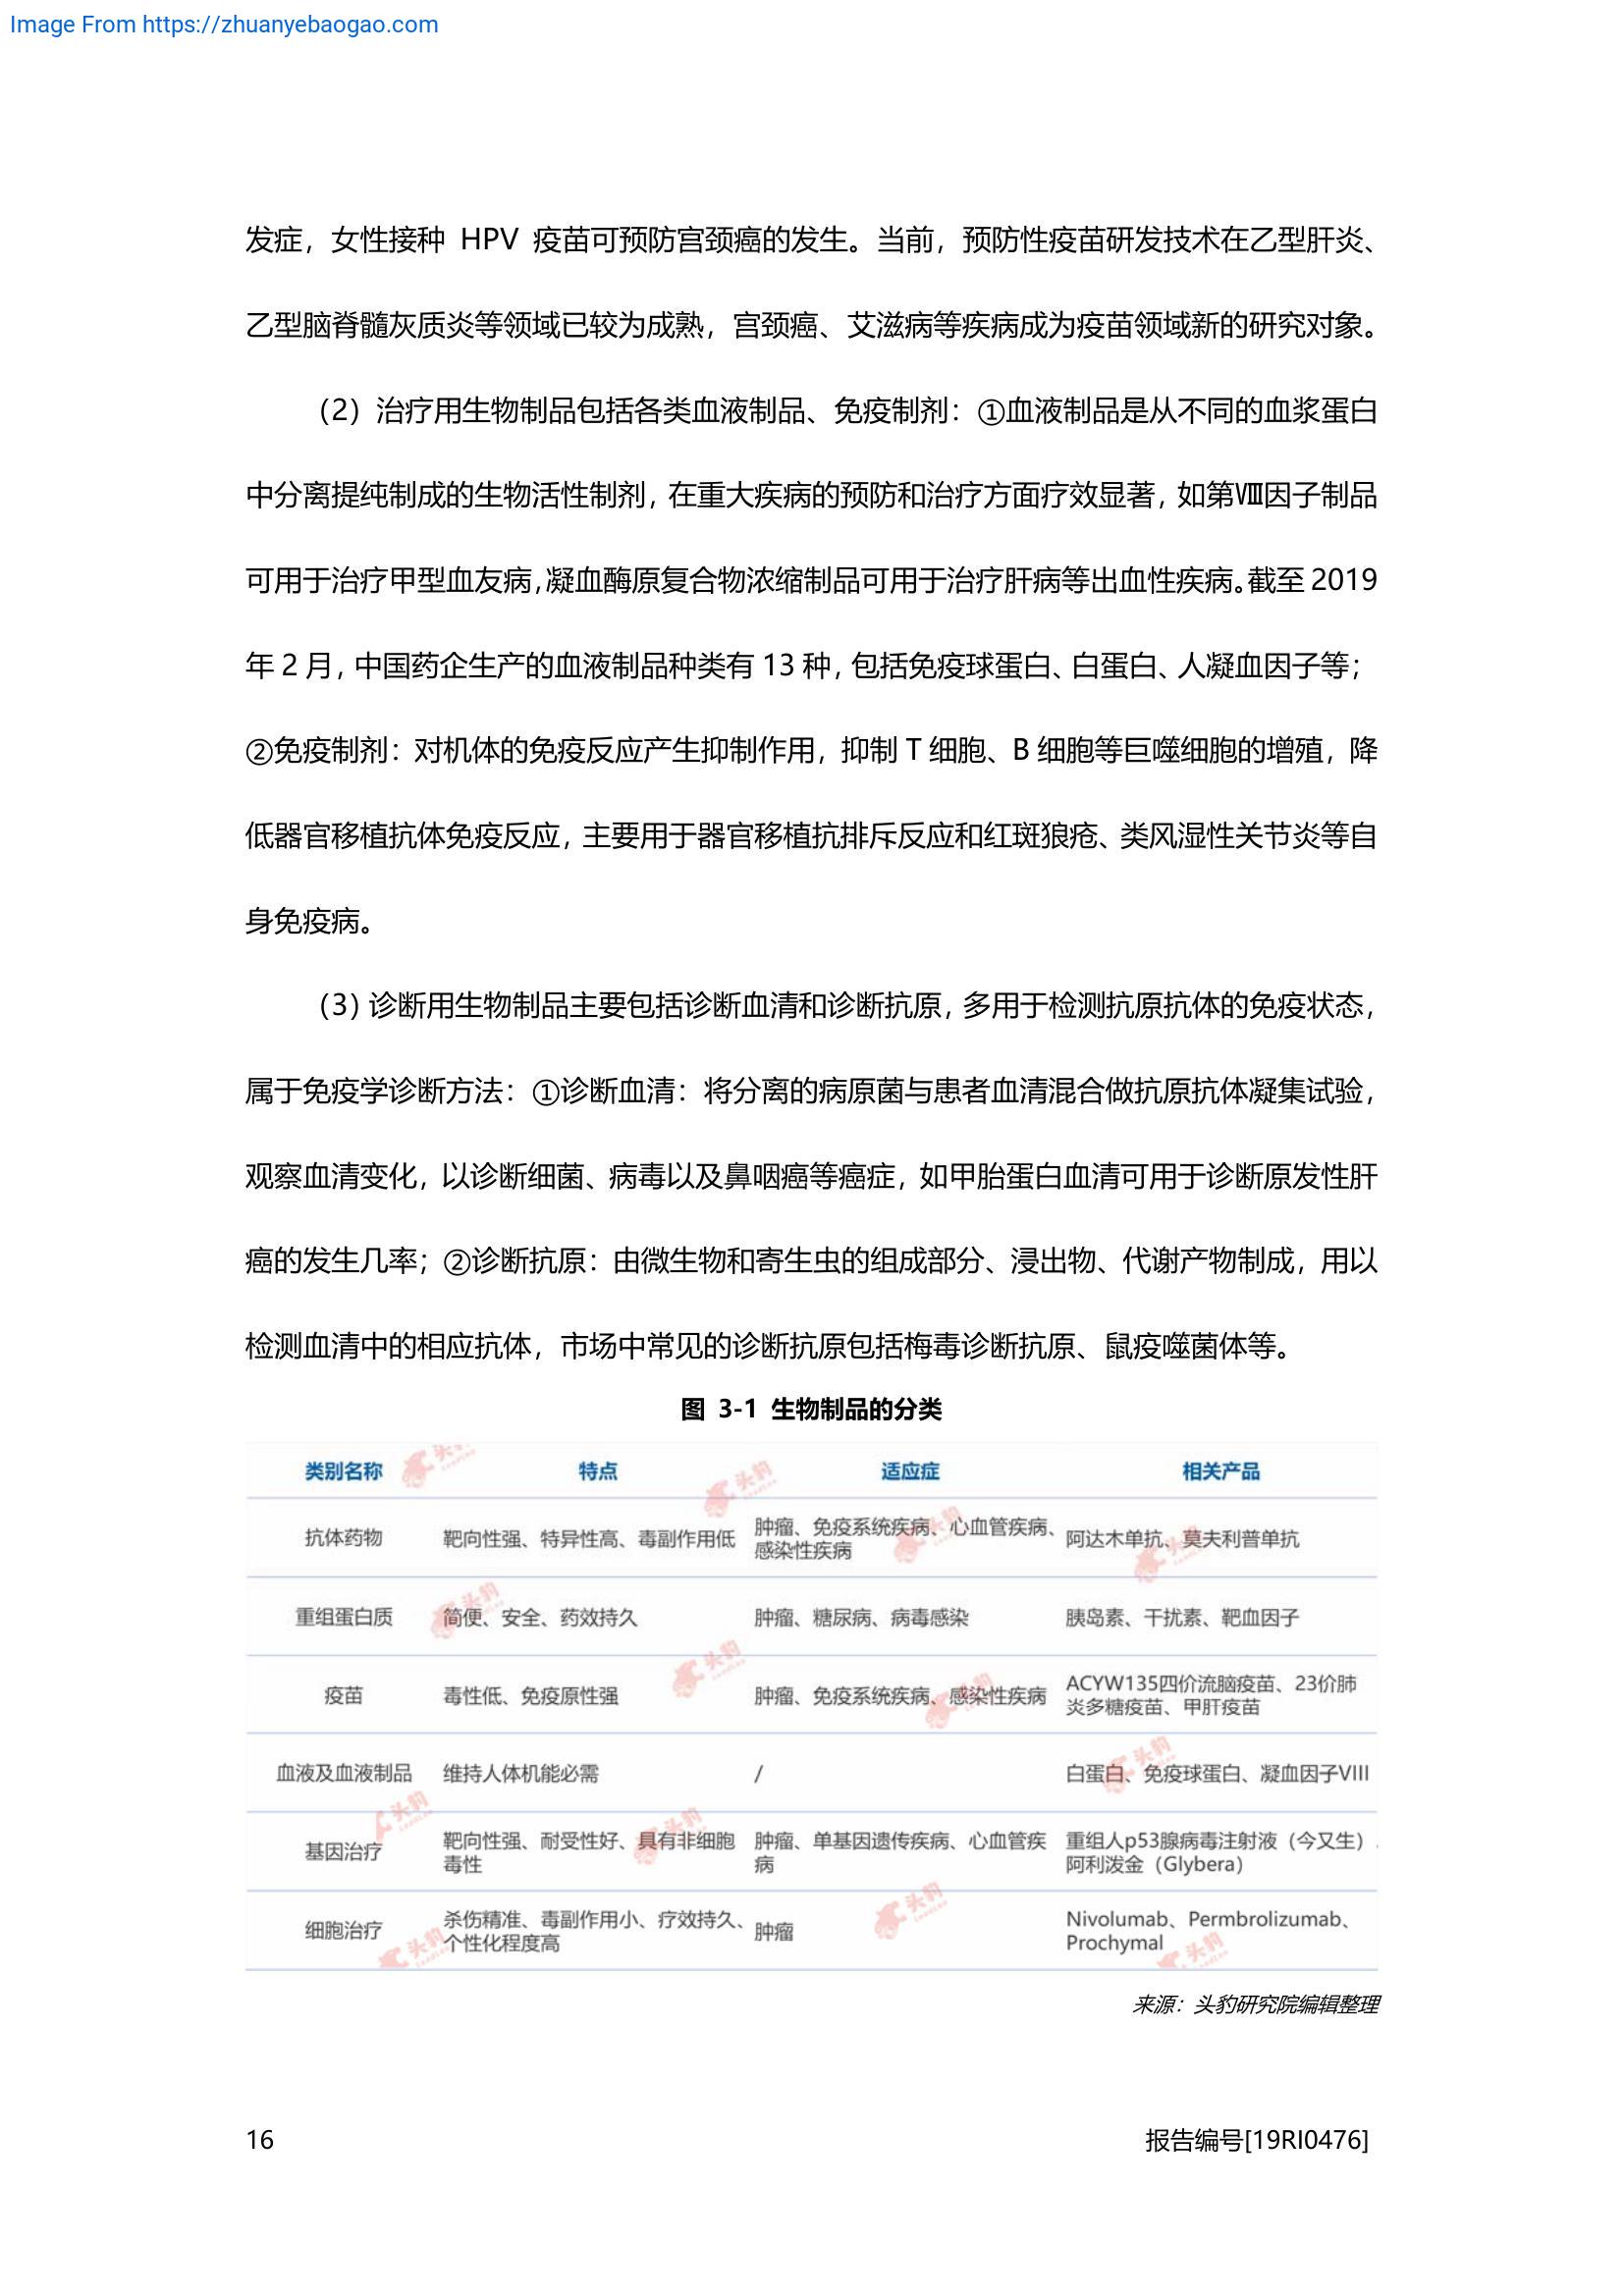 Image From https://zhuanyebaogao.com
发症，女性接种 HPV 疫苗可预防宫颈癌的发生。当前，预防性疫苗研发技术在乙型肝炎、
乙型脑脊髓灰质炎等领域已较为成熟，宫颈癌、艾滋病等疾病成为疫苗领域新的研究对象。
（2）治疗用生物制品包括各类血液制品、免疫制剂：①血液制品是从不同的血浆蛋白
中分离提纯制成的生物活性制剂，在重大疾病的预防和治疗方面疗效显著，如第Ⅷ因子制品
可用于治疗甲型血友病，凝血酶原复合物浓缩制品可用于治疗肝病等出血性疾病。截至 2019
年 2 月，中国药企生产的血液制品种类有 13 种，包括免疫球蛋白、白蛋白、人凝血因子等；
②免疫制剂：对机体的免疫反应产生抑制作用，抑制 T 细胞、B 细胞等巨噬细胞的增殖，降
低器官移植抗体免疫反应，主要用于器官移植抗排斥反应和红斑狼疮、类风湿性关节炎等自
身免疫病。
（3）诊断用生物制品主要包括诊断血清和诊断抗原，多用于检测抗原抗体的免疫状态，
属于免疫学诊断方法：①诊断血清：将分离的病原菌与患者血清混合做抗原抗体凝集试验，
观察血清变化，以诊断细菌、病毒以及鼻咽癌等癌症，如甲胎蛋白血清可用于诊断原发性肝
癌的发生几率；②诊断抗原：由微生物和寄生虫的组成部分、浸出物、代谢产物制成，用以
检测血清中的相应抗体，市场中常见的诊断抗原包括梅毒诊断抗原、鼠疫噬菌体等。
图 3-1 生物制品的分类
类别名称 特点 适应症 相关产品
抗体药物 靶向性强、特异性高、毒副作用低 肿瘤、免疫系统疾病、心血管疾病、
感染性疾病 阿达木单抗、莫夫利普单抗
重组蛋白质 简便、安全、药效持久 肿瘤、糖尿病、病毒感染 胰岛素、干扰素、靶血因子
疫苗 毒性低、免疫原性强 肿瘤、免疫系统疾病、感染性疾病 ACYW135四价流脑疫苗、23价肺
炎多糖疫苗、甲肝疫苗
血液及血液制品 维持人体机能必需 / 白蛋白、免疫球蛋白、凝血因子VIII
基因治疗 靶向性强、耐受性好、具有非细胞
毒性 肿瘤、单基因遗传疾病、心血管疾
病 重组人p53腺病毒注射液（今又生）、
阿利泼金（Glybera）
细胞治疗 杀伤精准、毒副作用小、疗效持久、
个性化程度高 肿瘤 Nivolumab、Permbrolizumab、
Prochymal
来源：头豹研究院编辑整理
16 报告编号[19RI0476]